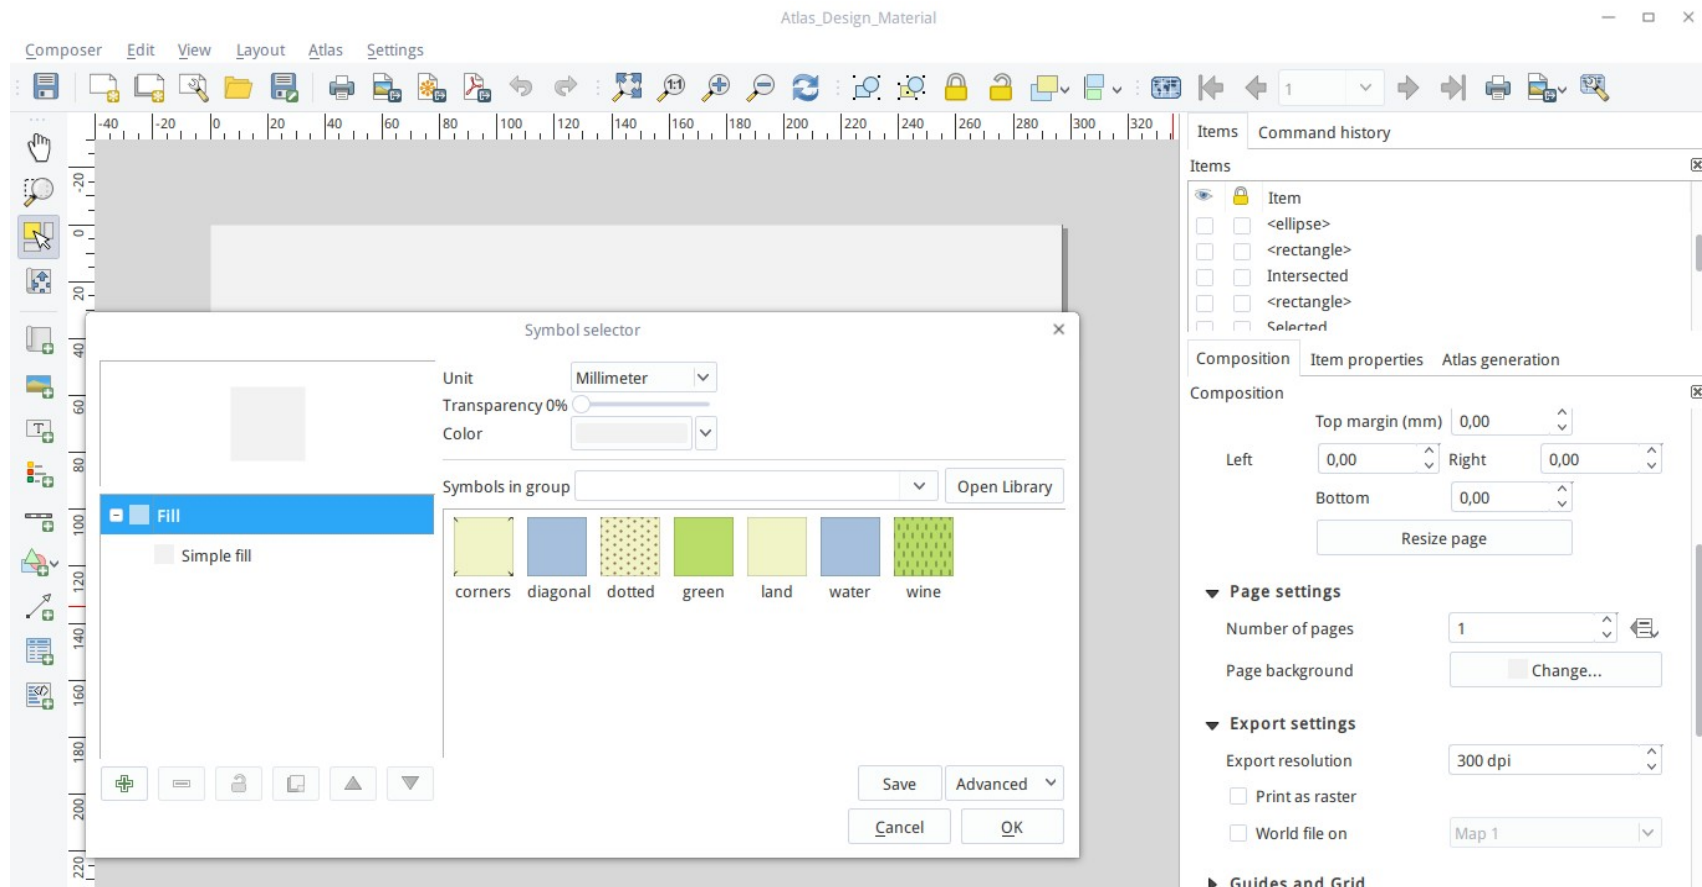 Atlas_Design_Material
Composer Edit View Layout Atlas Settings
1:1 1
-40 -20 0 20 40 60 80 100 120 140 160 180 200 220 240 260 280 300 320
-20 0 20 40 60 80 100 120 140 160 180 200 220
Items Command history
Items
Item
<ellipse>
<rectangle>
Intersected
<rectangle>
Selected
Composition Item properties Atlas generation
Composition
Top margin (mm) 0,00
Left 0,00 Right 0,00
Bottom 0,00
Resize page
Page settings
Number of pages 1
Page background Change...
Export settings
Export resolution 300 dpi
Print as raster
World file on Map 1
Guides and Grid
Symbol selector
Unit Millimeter
Transparency 0%
Color
Symbols in group Open Library
Fill
Simple fill
corners diagonal dotted green land water wine
Save Advanced
Cancel OK